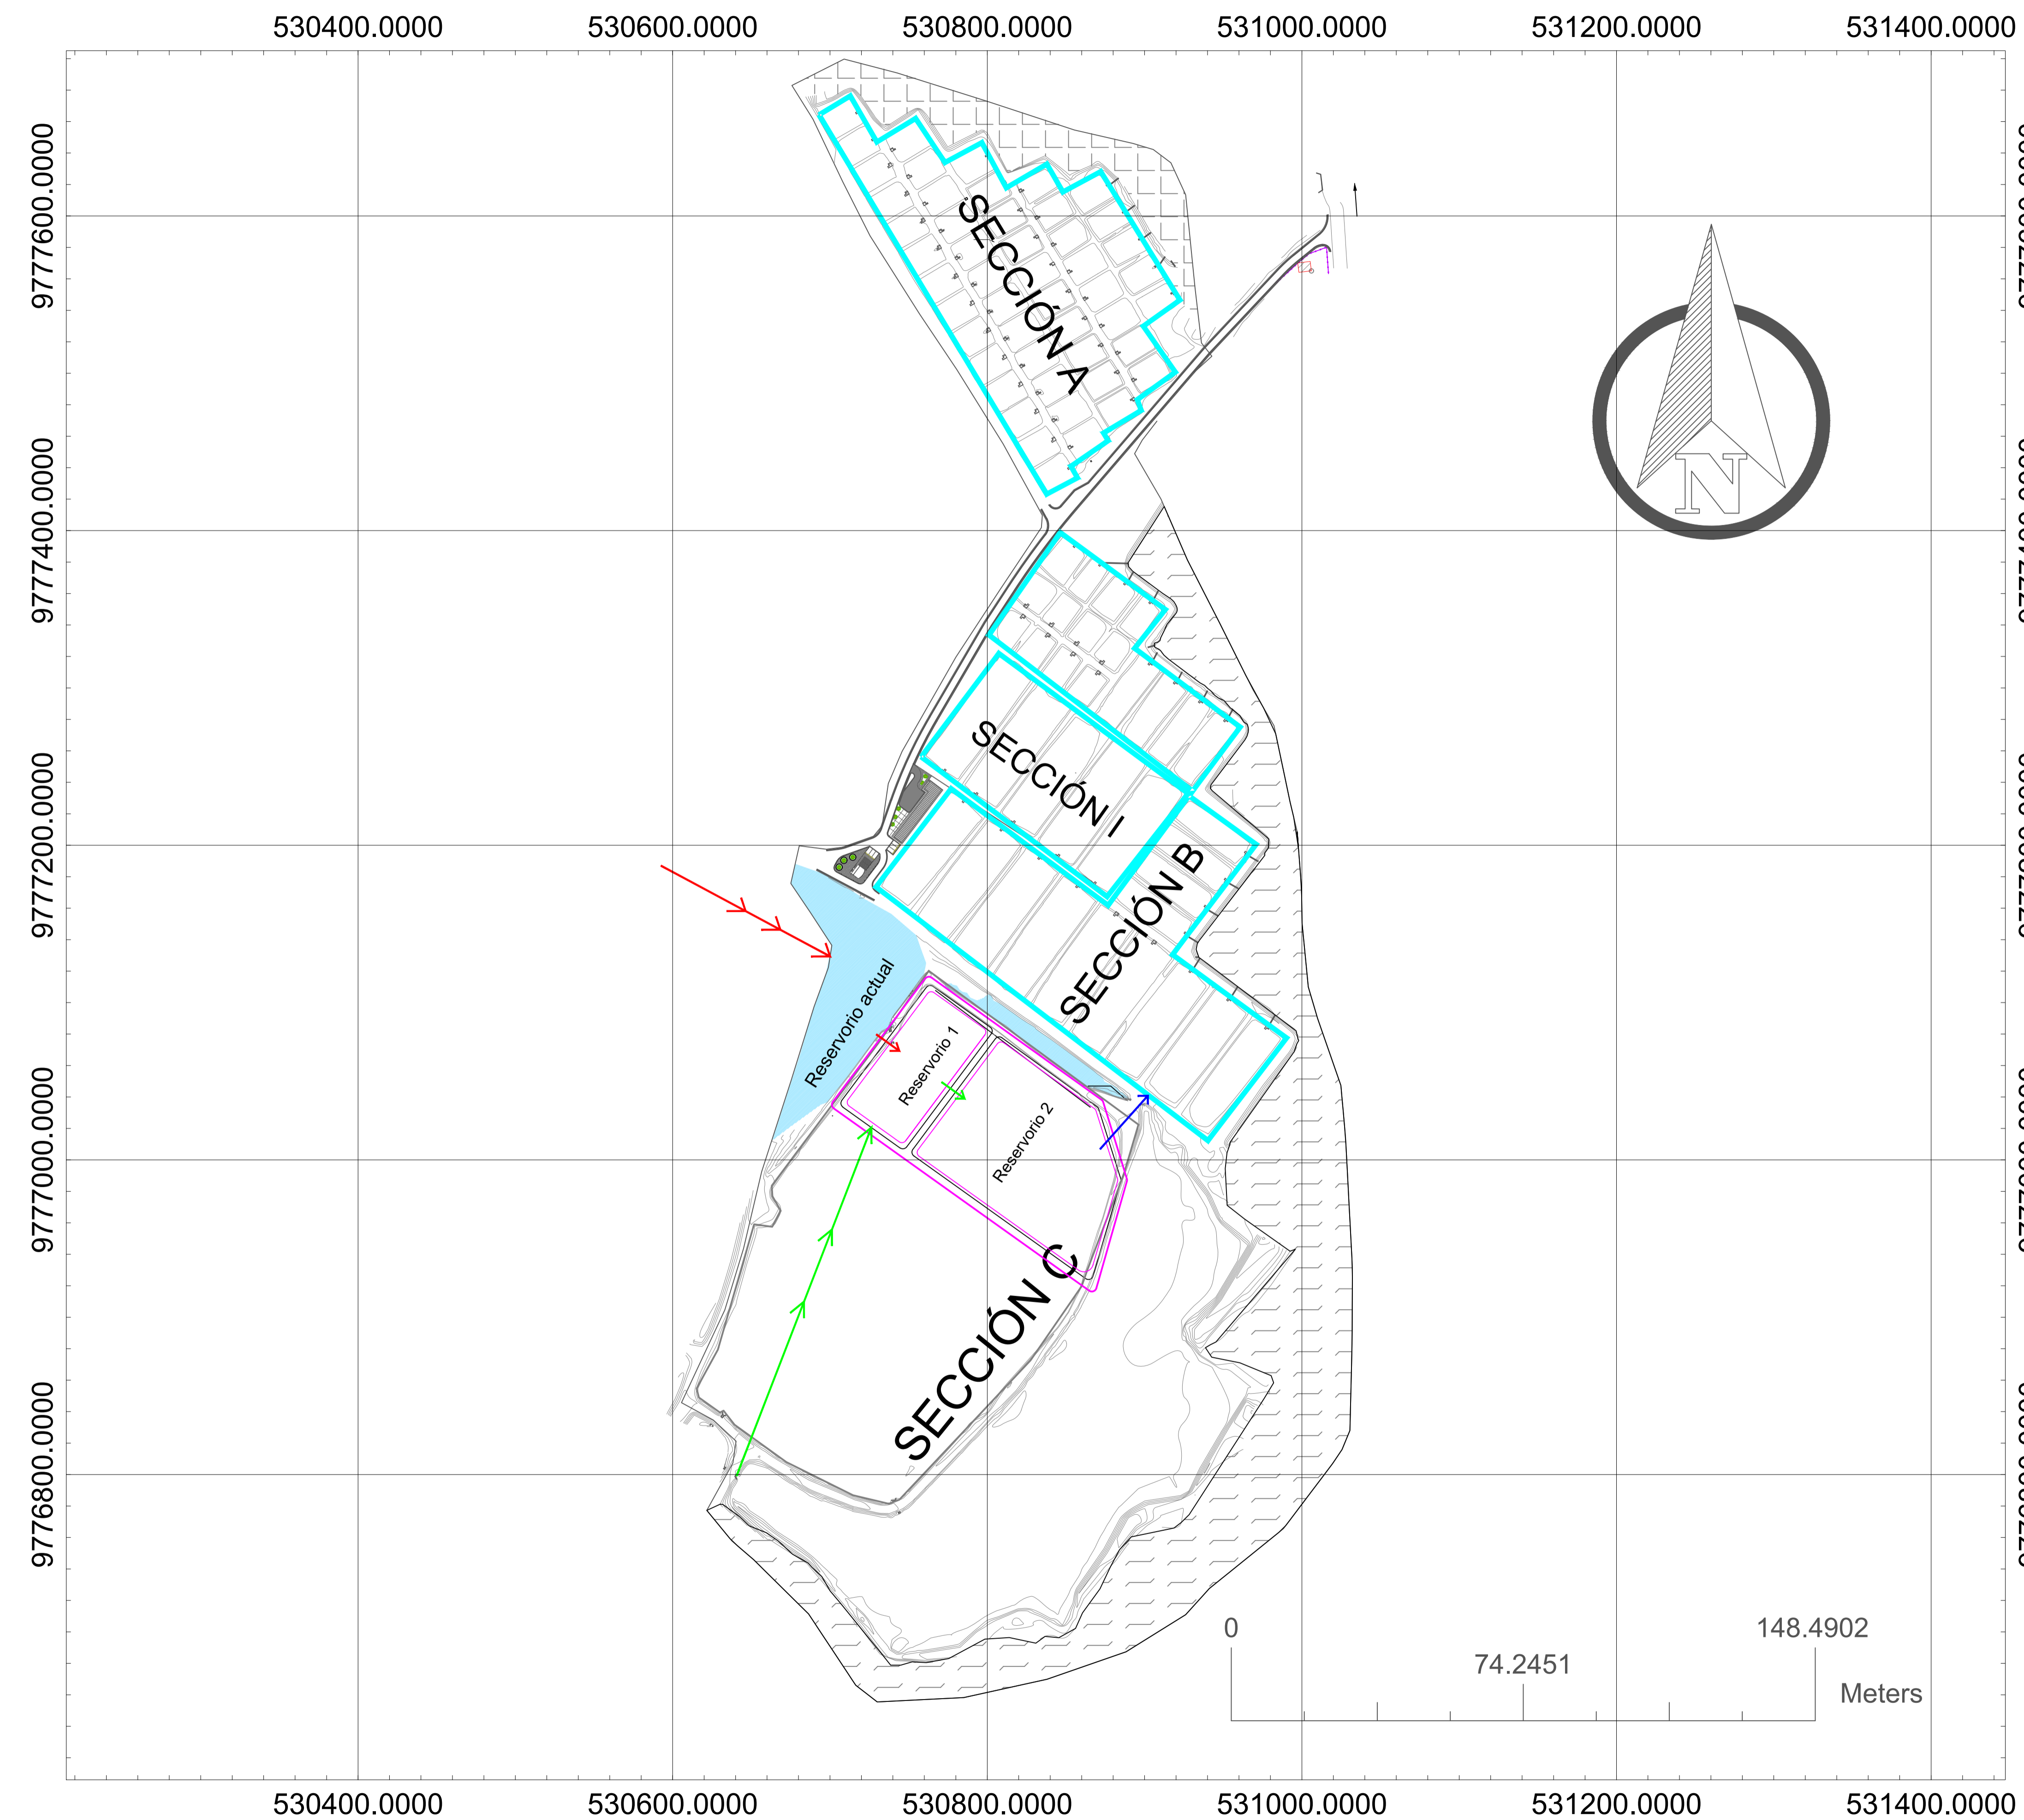 530400.0000 530600.0000 530800.0000 531000.0000 531200.0000 531400.0000
9777600.0000
9777400.0000
9777200.0000
9777000.0000
9776800.0000
SECCIÓN A
N
SECCIÓN I
SECCIÓN B
Reservorio actual
Reservorio 1
Reservorio 2
SECCIÓN C
0 148.4902
74.2451
Meters
530400.0000 530600.0000 530800.0000 531000.0000 531200.0000 531400.0000